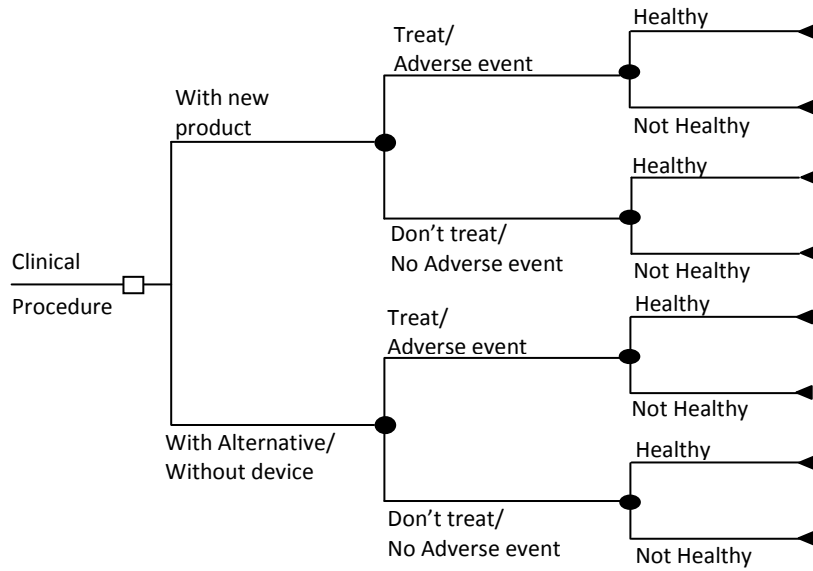 Healthy
Treat/
Adverse event
With new
product
Not Healthy
Healthy
Don’t treat/
No Adverse event
Not Healthy
Clinical
Procedure
Healthy
Treat/
Adverse event
Not Healthy
With Alternative/
Without device
Healthy
Don’t treat/
No Adverse event
Not Healthy